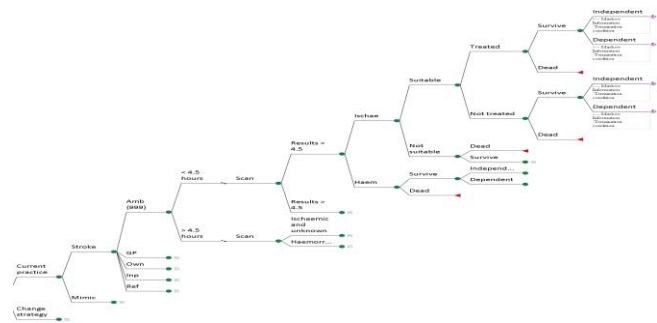 Independent
Survive
Dependent
Treated
Dead
Independent
Suitable
Survive
Dependent
Not treated
Dead
Ischae
Not
suitable
Dead
Survive
Results <
4.5
Haem
Survive
Independ...
Dependent
Dead
< 4.5
hours
Scan
Results >
4.5
Amb
(999)
> 4.5
hours
Scan
Ischaemic
and
unknown
Haemorr...
Stroke
GP
Own
Inp
Ref
Current
practice
Mimic
Change
strategy